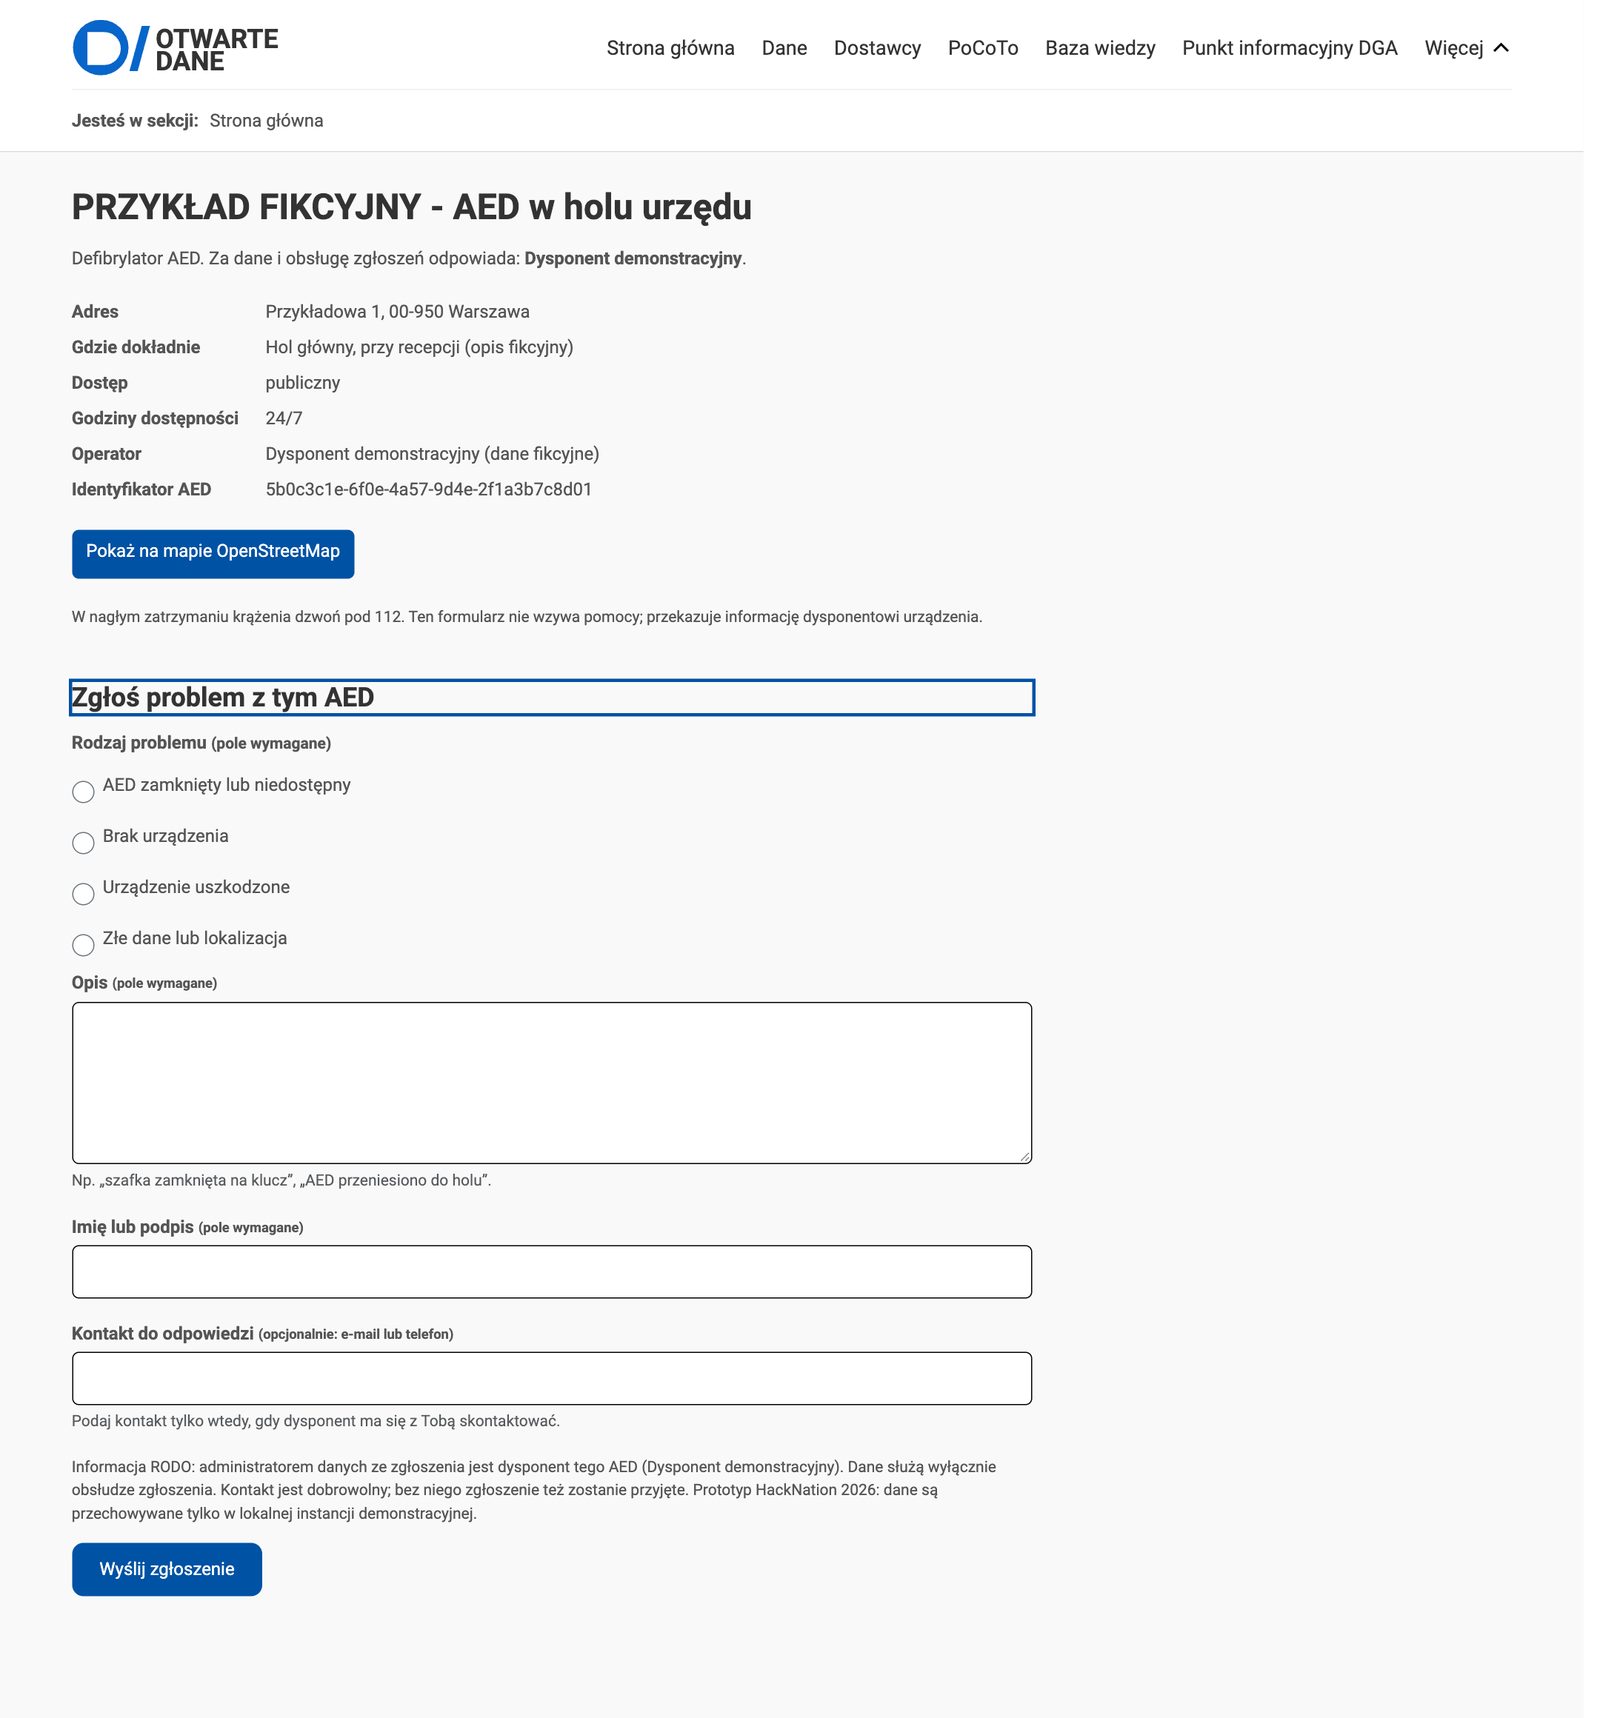 OTWARTE
DANE
Strona główna Dane Dostawcy PoCoTo Baza wiedzy Punkt informacyjny DGA Więcej
Jesteś w sekcji: Strona główna
PRZYKŁAD FIKCYJNY - AED w holu urzędu
Defibrylator AED. Za dane i obsługę zgłoszeń odpowiada: Dysponent demonstracyjny.
Adres Przykładowa 1, 00-950 Warszawa
Gdzie dokładnie Hol główny, przy recepcji (opis fikcyjny)
Dostęp publiczny
Godziny dostępności 24/7
Operator Dysponent demonstracyjny (dane fikcyjne)
Identyfikator AED 5b0c3c1e-6f0e-4a57-9d4e-2f1a3b7c8d01
Pokaż na mapie OpenStreetMap
W nagłym zatrzymaniu krążenia dzwoń pod 112. Ten formularz nie wzywa pomocy; przekazuje informację dysponentowi urządzenia.
Zgłoś problem z tym AED
Rodzaj problemu (pole wymagane)
AED zamknięty lub niedostępny
Brak urządzenia
Urządzenie uszkodzone
Złe dane lub lokalizacja
Opis (pole wymagane)
Np. „szafka zamknięta na klucz”, „AED przeniesiono do holu”.
Imię lub podpis (pole wymagane)
Kontakt do odpowiedzi (opcjonalnie: e-mail lub telefon)
Podaj kontakt tylko wtedy, gdy dysponent ma się z Tobą skontaktować.
Informacja RODO: administratorem danych ze zgłoszenia jest dysponent tego AED (Dysponent demonstracyjny). Dane służą wyłącznie
obsłudze zgłoszenia. Kontakt jest dobrowolny; bez niego zgłoszenie też zostanie przyjęte. Prototyp HackNation 2026: dane są
przechowywane tylko w lokalnej instancji demonstracyjnej.
Wyślij zgłoszenie